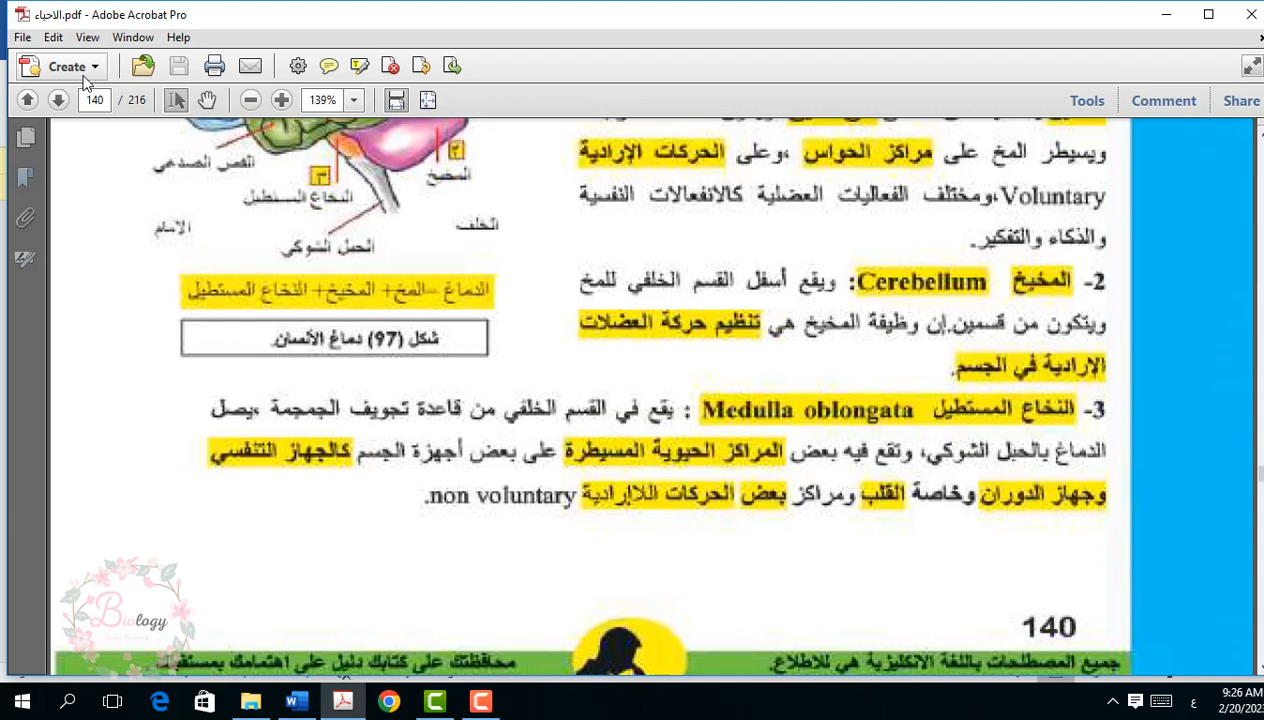 الاحياء.pdf - Adobe Acrobat Pro
File Edit View Window Help
Create
140 / 216 139% Tools Comment Share
ويسيطر المخ على مراكز الحواس ،وعلى الحركات الإرادية
Voluntary،ومختلف الفعاليات العضلية كالانفعالات النفسية
والذكاء والتفكير.
2- المخيخ Cerebellum: ويقع أسفل القسم الخلفي للمخ
ويتكون من قسمين.إن وظيفة المخيخ هي تنظيم حركة العضلات
الإرادية في الجسم.
الفص الصدغي
٢
المخيخ
٣
النخاع المستطيل
الخلف
الامام
الحبل الشوكي
الدماغ =المخ+ المخيخ+ النخاع المستطيل
شكل (97) دماغ الأنسان.
3- النخاع المستطيل Medulla oblongata : يقع في القسم الخلفي من قاعدة تجويف الجمجمة ،يصل
الدماغ بالحبل الشوكي، وتقع فيه بعض المراكز الحيوية المسيطرة على بعض أجهزة الجسم كالجهاز التنفسي
وجهاز الدوران وخاصة القلب ومراكز بعض الحركات اللاإرادية non voluntary.
140
Biology
جميع المصطلحات باللغة الانكليزية هي للاطلاع.
محافظتك على كتابك دليل على اهتمامك بمستقبلك
ع
9:26 AM